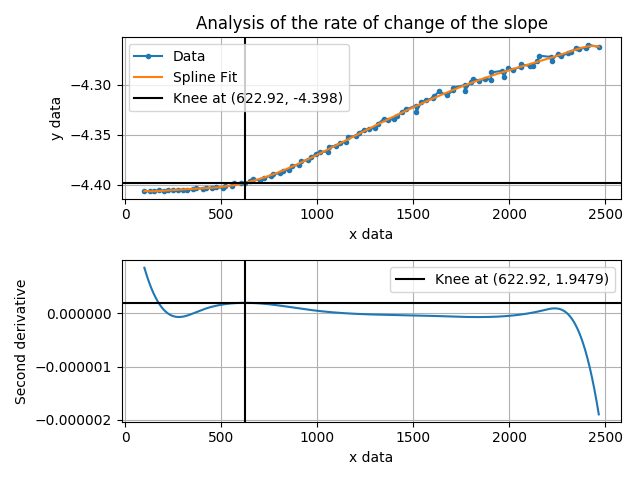 Analysis of the rate of change of the slope
Data
Spline Fit
Knee at (622.92, -4.398)
y data
−4.30
−4.35
−4.40
0 500 1000 1500 2000 2500
x data
Knee at (622.92, 1.9479)
Second derivative
0.000000
−0.000001
−0.000002
0 500 1000 1500 2000 2500
x data